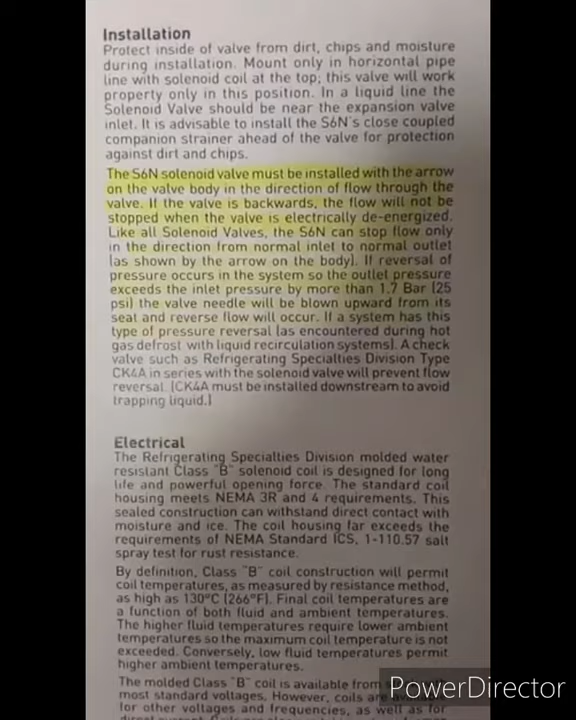 Installation
Protect inside of valve from dirt, chips and moisture
during installation. Mount only in horizontal pipe
line with solenoid coil at the top; this valve will work
property only in this position. In a liquid line the
Solenoid Valve should be near the expansion valve
inlet. It is advisable to install the S6N's close coupled
companion strainer ahead of the valve for protection
against dirt and chips.
The S6N solenoid valve must be installed with the arrow
on the valve body in the direction of flow through the
valve. If the valve is backwards, the flow will not be
stopped when the valve is electrically de-energized.
Like all Solenoid Valves, the S6N can stop flow only
in the direction from normal inlet to normal outlet
(as shown by the arrow on the body). If reversal of
pressure occurs in the system so the outlet pressure
exceeds the inlet pressure by more than 1.7 Bar (25
psi) the valve needle will be blown upward from its
seat and reverse flow will occur. If a system has this
type of pressure reversal (as encountered during hot
gas defrost with liquid recirculation systems). A check
valve such as Refrigerating Specialties Division Type
CK4A in series with the solenoid valve will prevent flow
reversal. (CK4A must be installed downstream to avoid
trapping liquid.)
Electrical
The Refrigerating Specialties Division molded water
resistant Class "B" solenoid coil is designed for long
life and powerful opening force. The standard coil
housing meets NEMA 3R and 4 requirements. This
sealed construction can withstand direct contact with
moisture and ice. The coil housing far exceeds the
requirements of NEMA Standard ICS, 1-110.57 salt
spray test for rust resistance.
By definition, Class "B" coil construction will permit
coil temperatures, as measured by resistance method,
as high as 130°C (266°F). Final coil temperatures are
a function of both fluid and ambient temperatures.
The higher fluid temperatures require lower ambient
temperatures so the maximum coil temperature is not
exceeded. Conversely, low fluid temperatures permit
higher ambient temperatures.
The molded Class "B" coil is available from
most standard voltages. However, coils are
for other voltages and frequencies, as well as for
PowerDirector